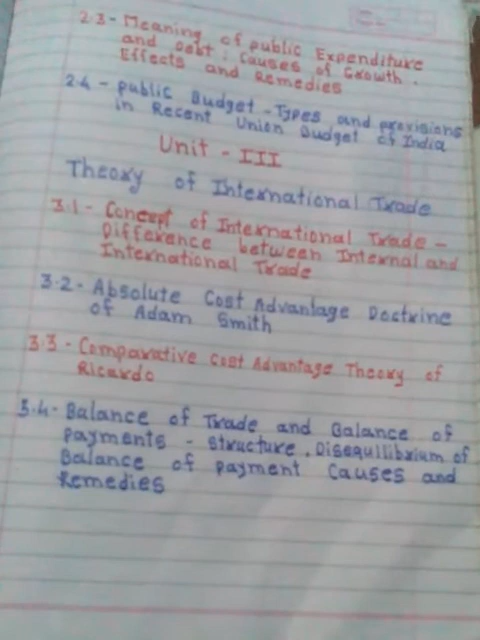 2.3- Meaning of public Expenditure
and Debt. Causes of Growth.
Effects and Remedies
2.4 - public Budget - Types and provisions
in Recent Union Budget of India
Unit - III
Theory of International Trade
3.1- Concept of International Trade -
Difference between Internal and
International Trade
3.2- Absolute Cost Advantage Doctrine
of Adam Smith
3.3- Comparative Cost Advantage Theory of
Ricardo
3.4- Balance of Trade and Balance of
payments - structure, Disequilibrium of
Balance of payment Causes and
Remedies